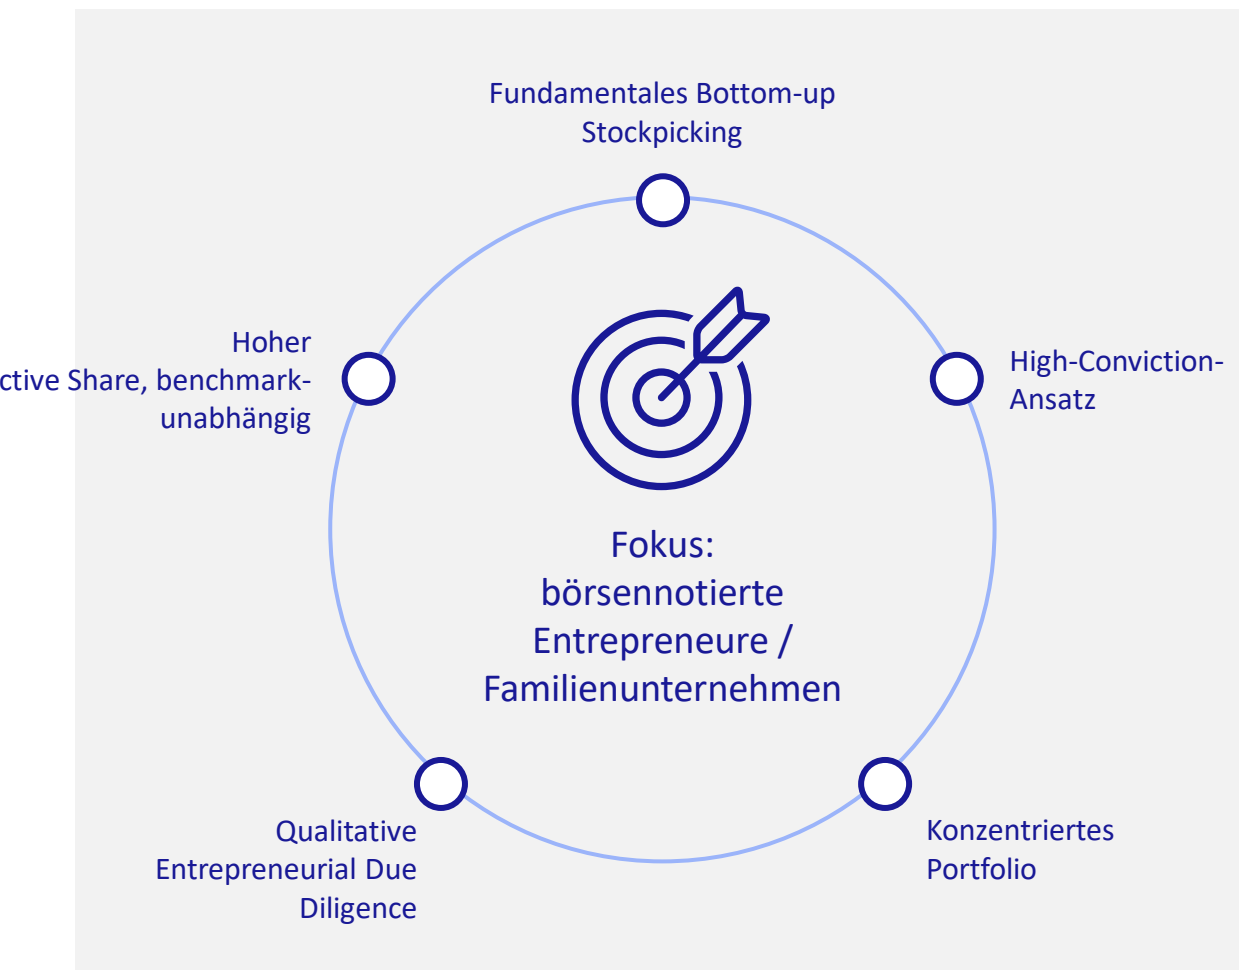 Fundamentales Bottom-up
Stockpicking
Hoher
ctive Share, benchmark-
unabhängig
High-Conviction-
Ansatz
Fokus:
börsennotierte
Entrepreneure /
Familienunternehmen
Qualitative
Entrepreneurial Due
Diligence
Konzentriertes
Portfolio